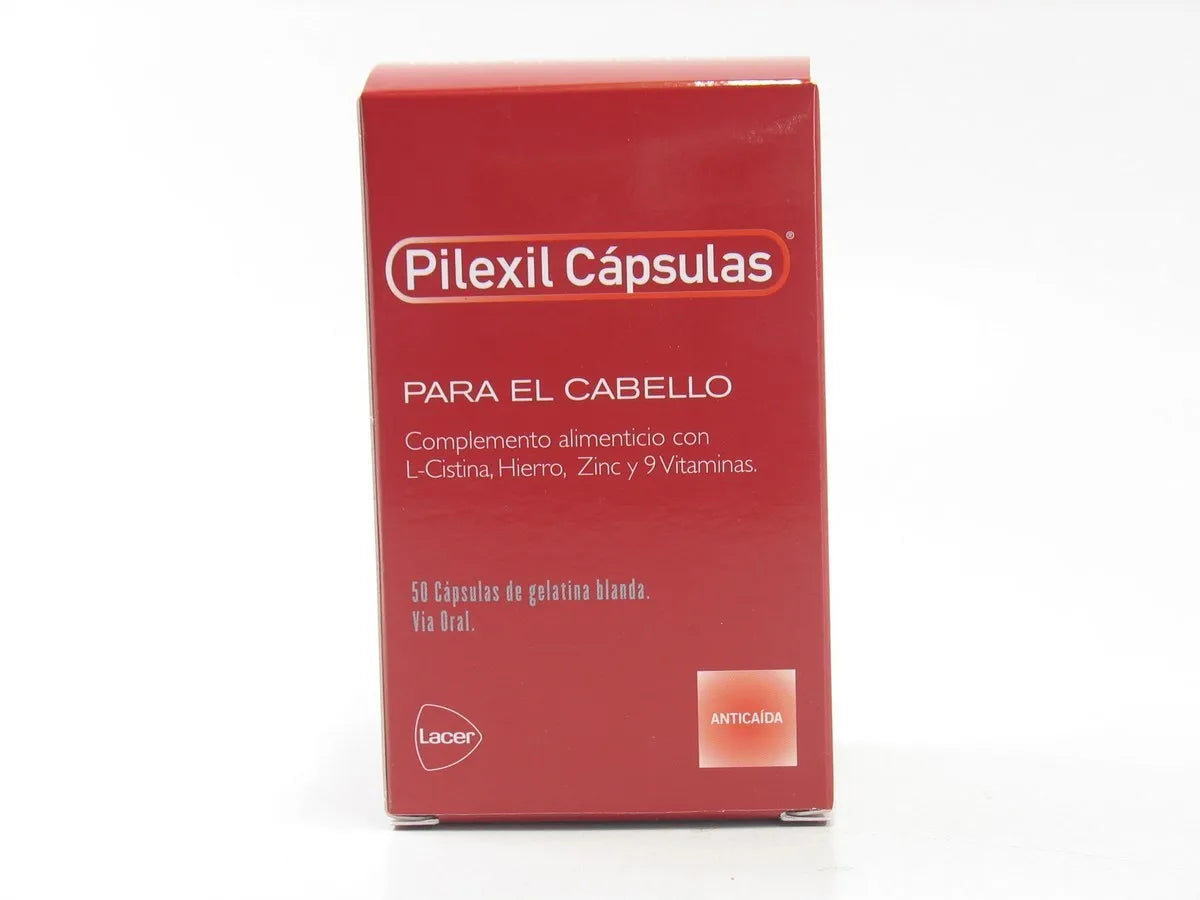 Pilexil Cápsulas®
PARA EL CABELLO
Complemento alimenticio con
L-Cistina, Hierro, Zinc y 9 Vitaminas.
50 Cápsulas de gelatina blanda.
Via Oral.
Lacer
ANTICAÍDA